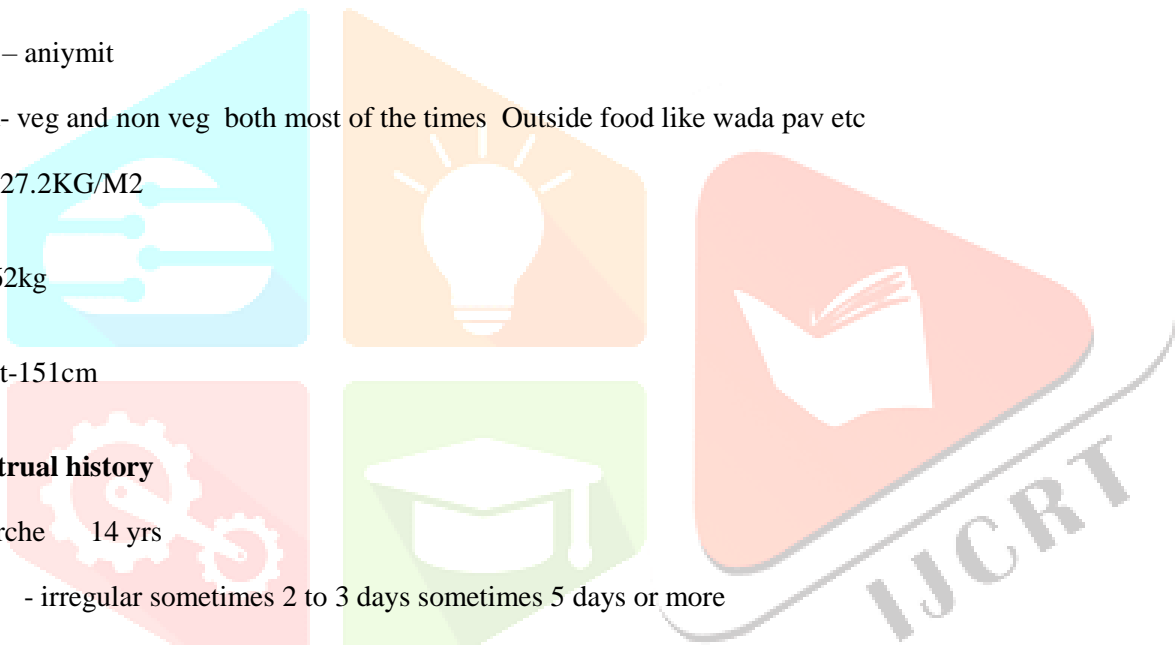 – aniymit
- veg and non veg both most of the times Outside food like wada pav etc
27.2KG/M2
62kg
t-151cm
trual history
rche 14 yrs
- irregular sometimes 2 to 3 days sometimes 5 days or more
IJCRT